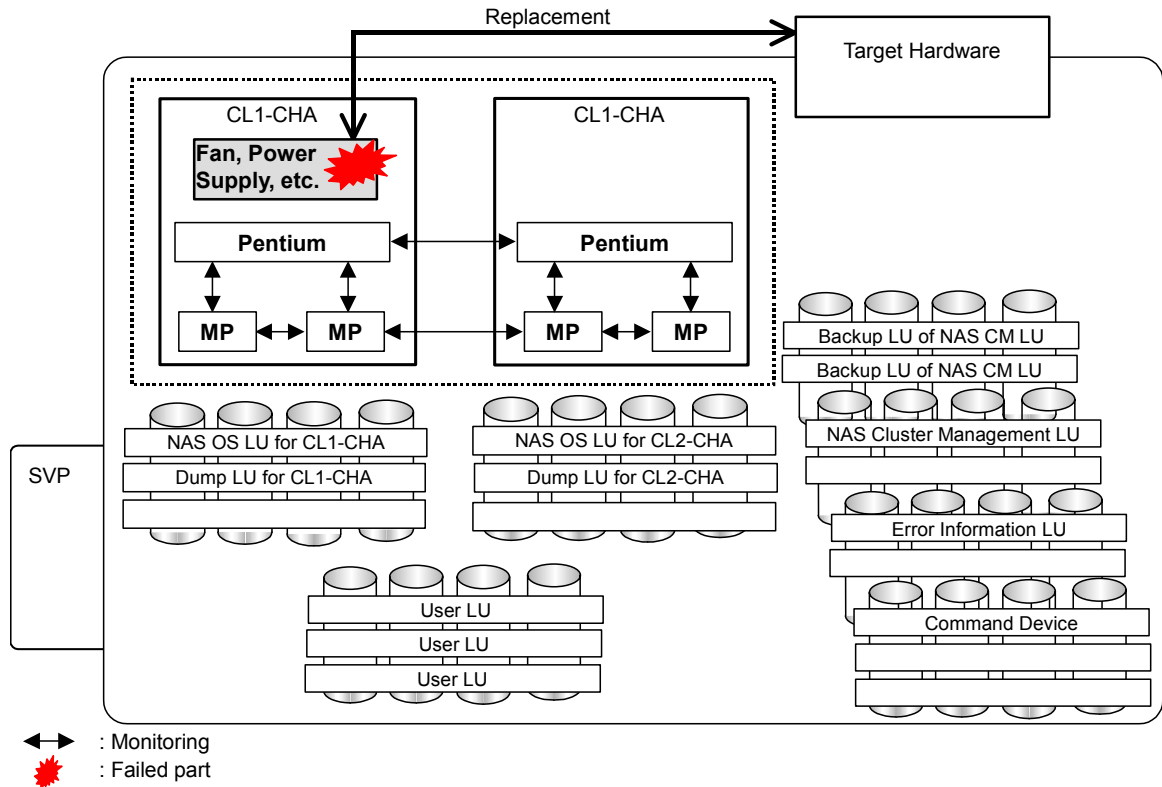 Replacement
Target Hardware
CL1-CHA
CL1-CHA
Fan, Power
Supply, etc.
Pentium
Pentium
MP
MP
MP
MP
Backup LU of NAS CM LU
Backup LU of NAS CM LU
NAS OS LU for CL1-CHA
NAS OS LU for CL2-CHA
NAS Cluster Management LU
SVP
Dump LU for CL1-CHA
Dump LU for CL2-CHA
Error Information LU
User LU
Command Device
User LU
User LU
: Monitoring
: Failed part